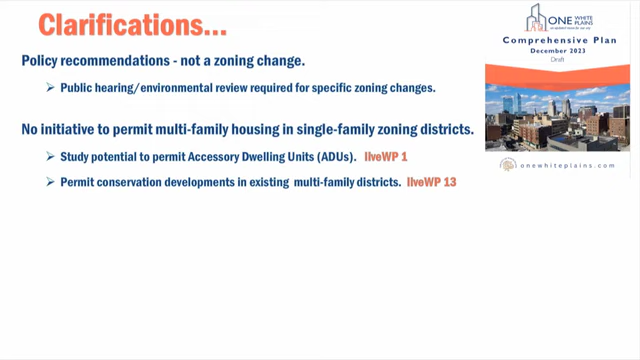 Clarifications...
Policy recommendations - not a zoning change.
➢ Public hearing/environmental review required for specific zoning changes.
No initiative to permit multi-family housing in single-family zoning districts.
➢ Study potential to permit Accessory Dwelling Units (ADUs). IlveWP 1
➢ Permit conservation developments in existing multi-family districts. IlveWP 13
ONE WHITE PLAINS
Comprehensive Plan
December 2023
Draft
onewhiteplains.com